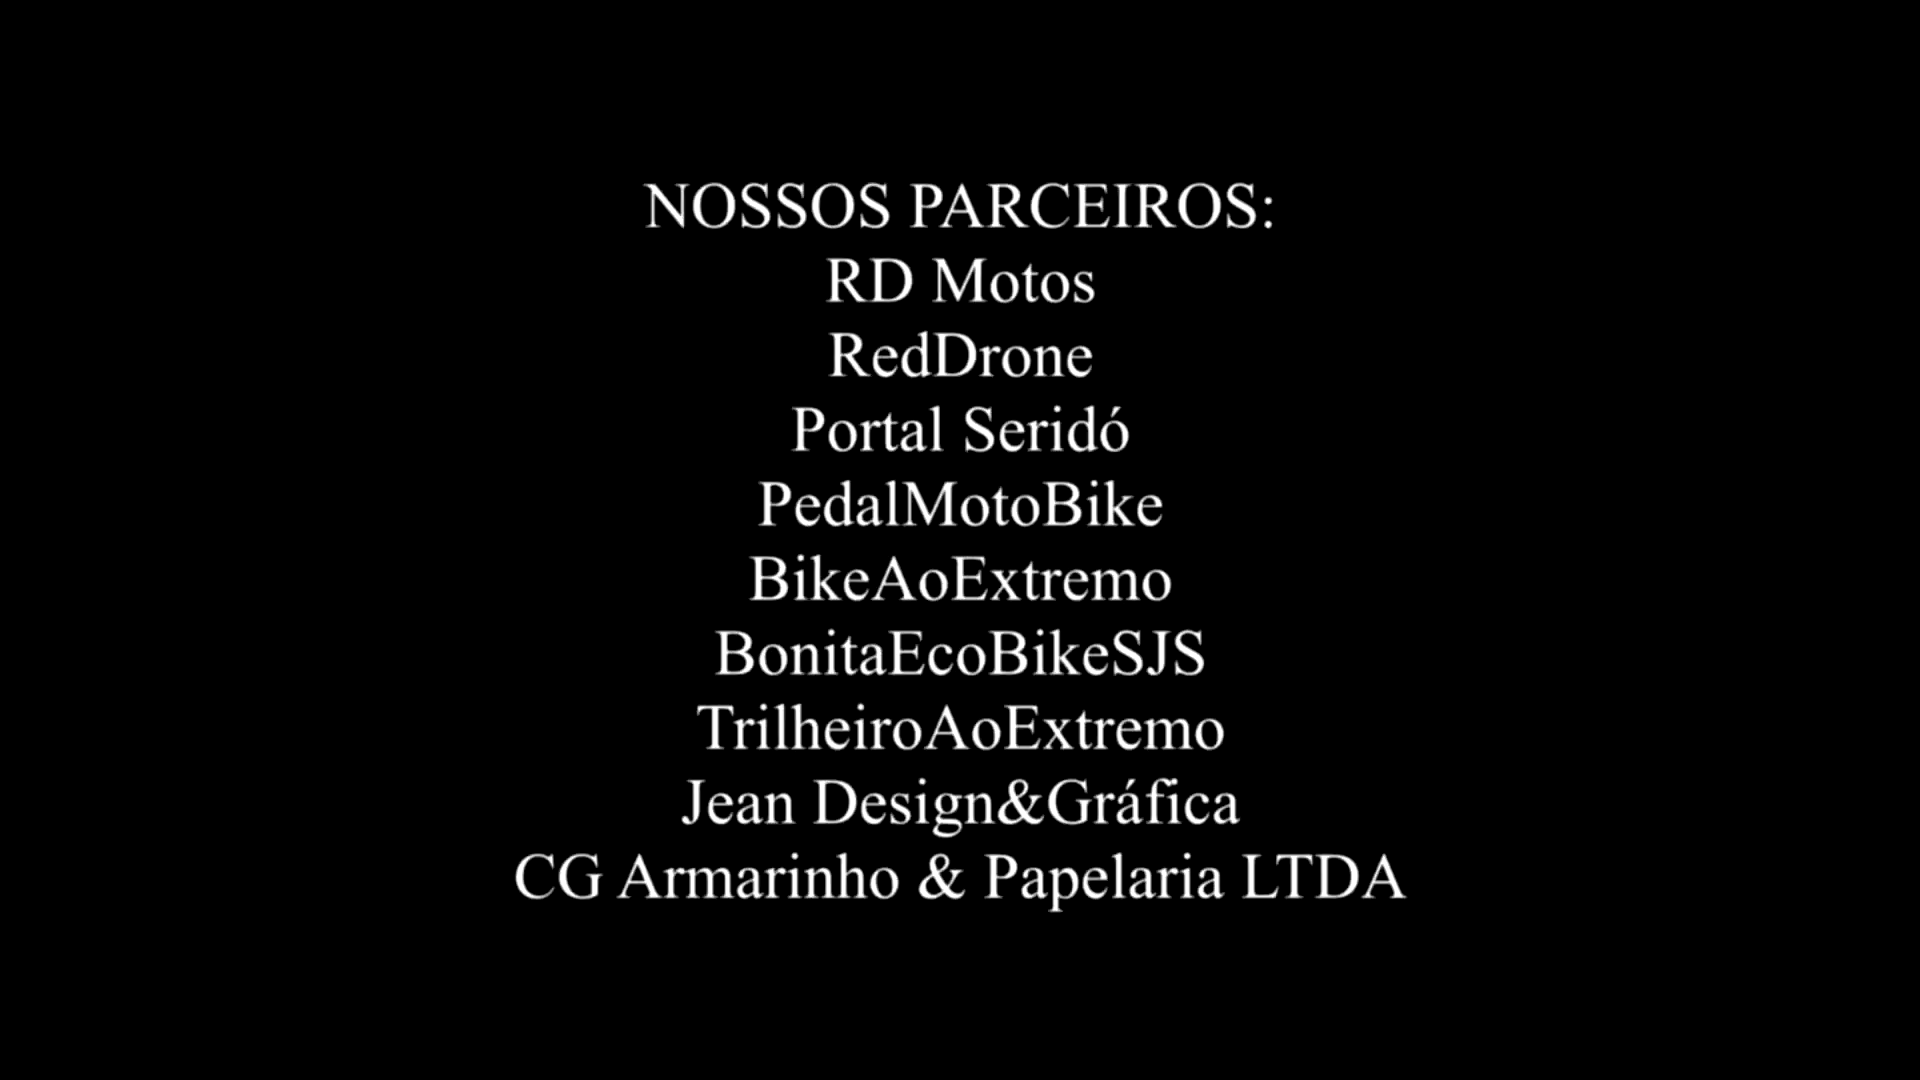 NOSSOS PARCEIROS:
RD Motos
RedDrone
Portal Seridó
PedalMotoBike
BikeAoExtremo
BonitaEcoBikeSJS
TrilheiroAoExtremo
Jean Design&Gráfica
CG Armarinho & Papelaria LTDA